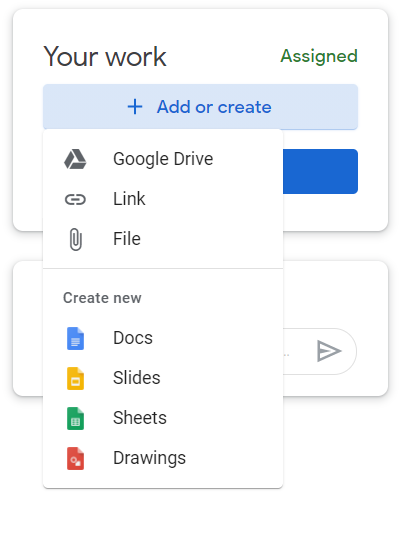 Your work
Assigned
+ Add or create
Google Drive
Link
File
Create new
Docs
Slides
Sheets
Drawings